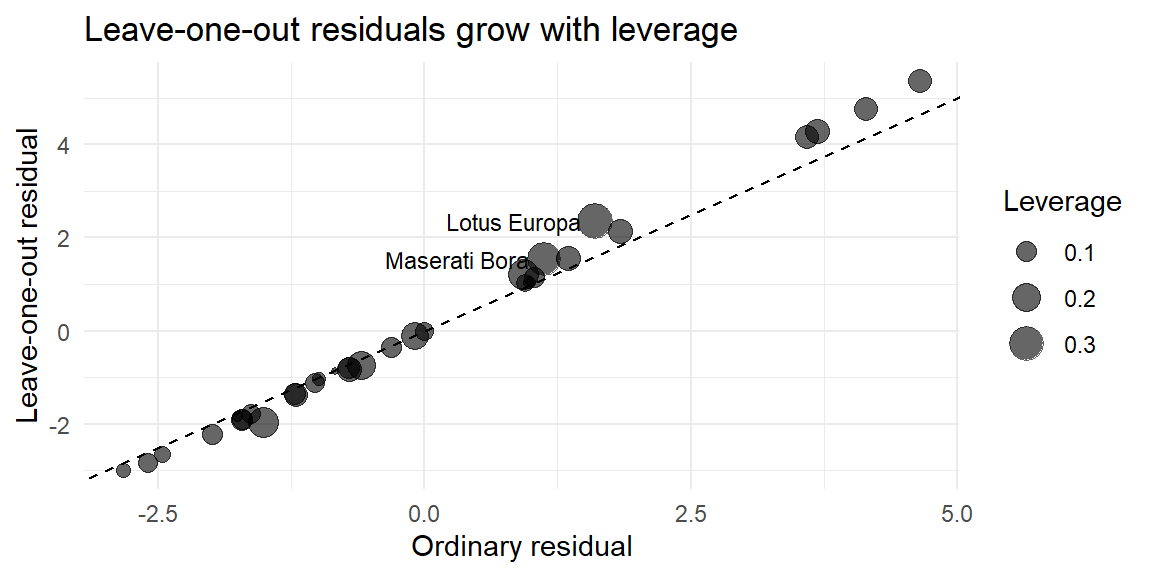 Leave-one-out residuals grow with leverage
Leave-one-out residual
4
2
0
-2
Lotus Europa
Maserati Bora
-2.5
0.0
2.5
5.0
Ordinary residual
Leverage
0.1
0.2
0.3